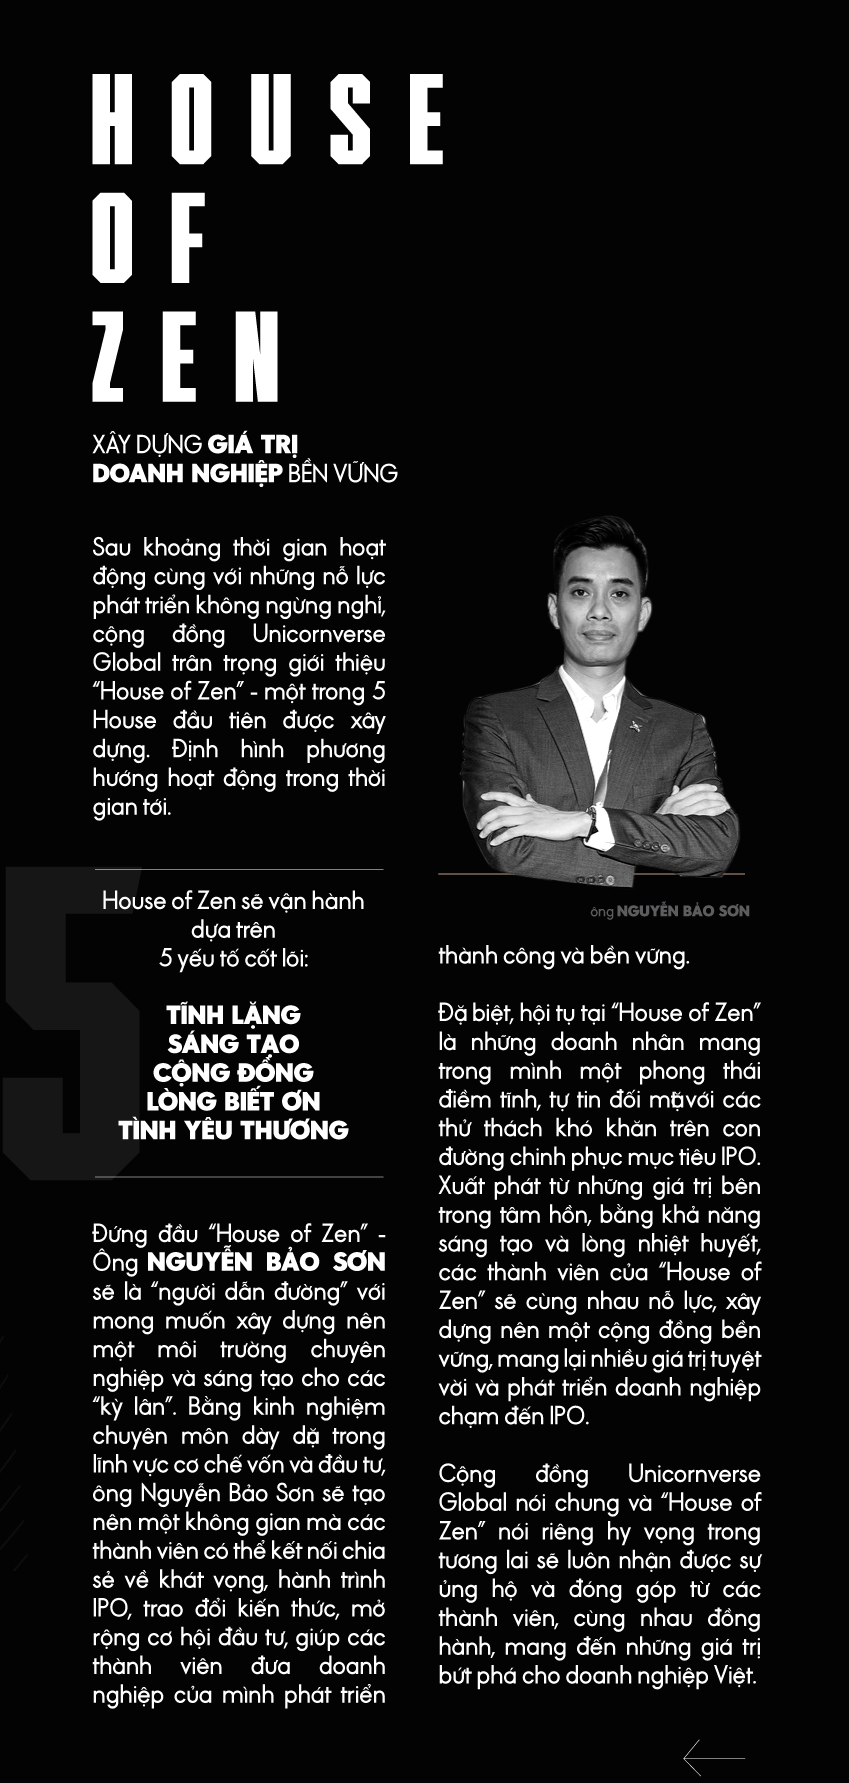 HOUSE
OF
ZEN
XÂY DỰNG GIÁ TRỊ
DOANH NGHIỆP BỀN VỮNG
Sau khoảng thời gian hoạt
động cùng với những nỗ lực
phát triển không ngừng nghỉ,
cộng đồng Unicornverse
Global trân trọng giới thiệu
“House of Zen” - một trong 5
House đầu tiên được xây
dựng. Định hình phương
hướng hoạt động trong thời
gian tới.
5
House of Zen sẽ vận hành
dựa trên
5 yếu tố cốt lõi:
TĨNH LẶNG
SÁNG TẠO
CỘNG ĐỒNG
LÒNG BIẾT ƠN
TÌNH YÊU THƯƠNG
Đứng đầu “House of Zen” -
Ông NGUYỄN BẢO SƠN
sẽ là “người dẫn đường” với
mong muốn xây dựng nên
một môi trường chuyên
nghiệp và sáng tạo cho các
“kỳ lân”. Bằng kinh nghiệm
chuyên môn dày dặ trong
lĩnh vực cơ chế vốn và đầu tư,
ông Nguyễn Bảo Sơn sẽ tạo
nên một không gian mà các
thành viên có thể kết nối chia
sẻ về khát vọng, hành trình
IPO, trao đổi kiến thức, mở
rộng cơ hội đầu tư, giúp các
thành viên đưa doanh
nghiệp của mình phát triển
ông NGUYỄN BẢO SƠN
thành công và bền vững.
Đặ biệt, hội tụ tại “House of Zen”
là những doanh nhân mang
trong mình một phong thái
điềm tĩnh, tự tin đối mặt với các
thử thách khó khăn trên con
đường chinh phục mục tiêu IPO.
Xuất phát từ những giá trị bên
trong tâm hồn, bằng khả năng
sáng tạo và lòng nhiệt huyết,
các thành viên của “House of
Zen” sẽ cùng nhau nỗ lực, xây
dựng nên một cộng đồng bền
vững, mang lại nhiều giá trị tuyệt
vời và phát triển doanh nghiệp
chạm đến IPO.
Cộng đồng Unicornverse
Global nói chung và “House of
Zen” nói riêng hy vọng trong
tương lai sẽ luôn nhận được sự
ủng hộ và đóng góp từ các
thành viên, cùng nhau đồng
hành, mang đến những giá trị
bứt phá cho doanh nghiệp Việt.